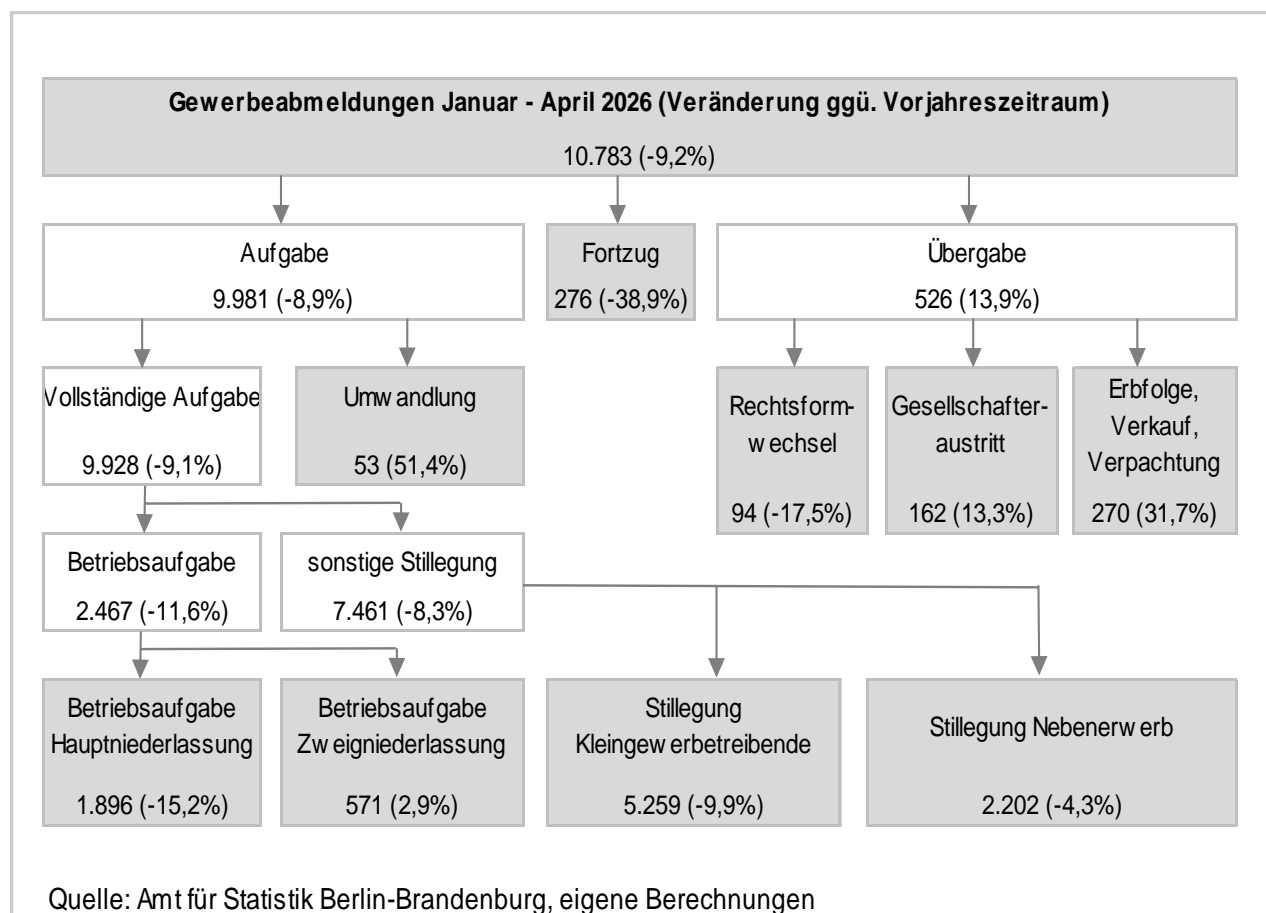 Gewerbeabmeldungen Januar - April 2026 (Veränderung ggü. Vorjahreszeitraum)
10.783 (-9,2%)
Aufgabe
9.981 (-8,9%)
Fortzug
276 (-38,9%)
Übergabe
526 (13,9%)
Vollständige Aufgabe
9.928 (-9,1%)
Umwandlung
53 (51,4%)
Rechtsform-
wechsel
94 (-17,5%)
Gesellschafter-
austritt
162 (13,3%)
Erbfolge,
Verkauf,
Verpachtung
270 (31,7%)
Betriebsaufgabe
2.467 (-11,6%)
sonstige Stillegung
7.461 (-8,3%)
Betriebsaufgabe
Hauptniederlassung
1.896 (-15,2%)
Betriebsaufgabe
Zweigniederlassung
571 (2,9%)
Stillegung
Kleingewerbetreibende
5.259 (-9,9%)
Stillegung Nebenerwerb
2.202 (-4,3%)
Quelle: Amt für Statistik Berlin-Brandenburg, eigene Berechnungen